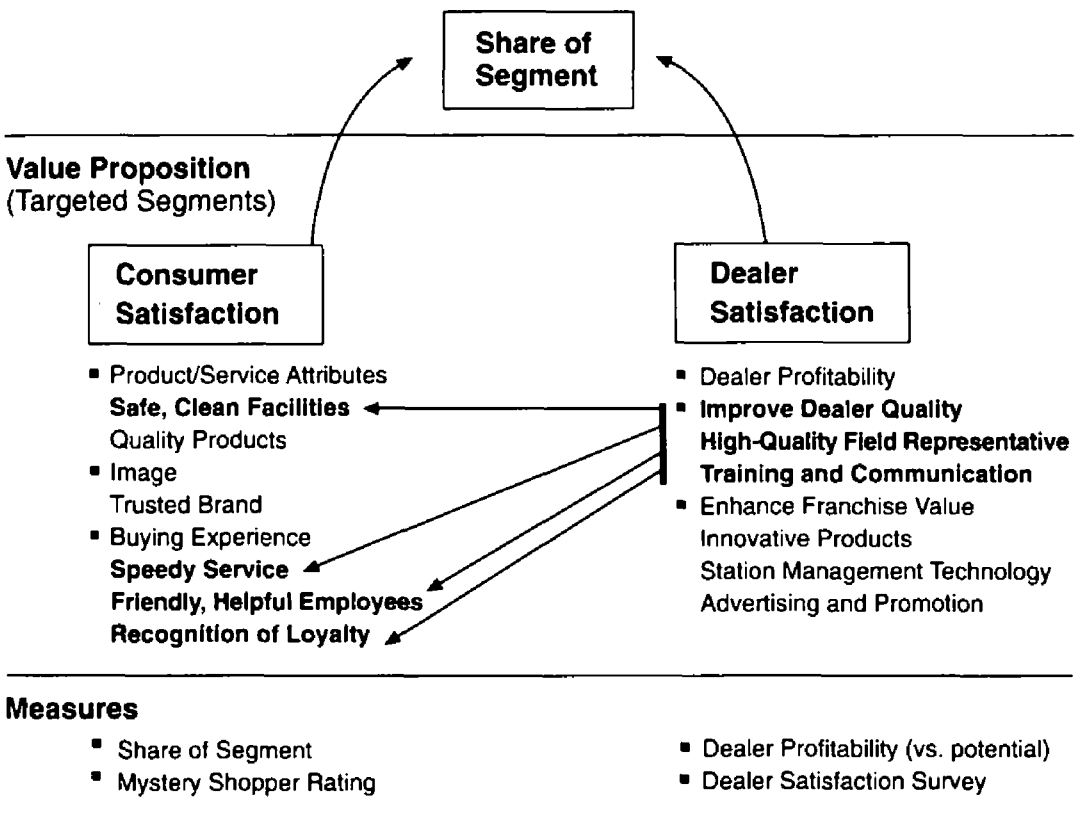 Share of
Segment
Value Proposition
(Targeted Segments)
Consumer
Satisfaction
▪ Product/Service Attributes
Safe, Clean Facilities
Quality Products
▪ Image
Trusted Brand
▪ Buying Experience
Speedy Service
Friendly, Helpful Employees
Recognition of Loyalty
Dealer
Satisfaction
▪ Dealer Profitability
▪ Improve Dealer Quality
High-Quality Field Representative
Training and Communication
▪ Enhance Franchise Value
Innovative Products
Station Management Technology
Advertising and Promotion
Measures
▪ Share of Segment
▪ Mystery Shopper Rating
▪ Dealer Profitability (vs. potential)
▪ Dealer Satisfaction Survey